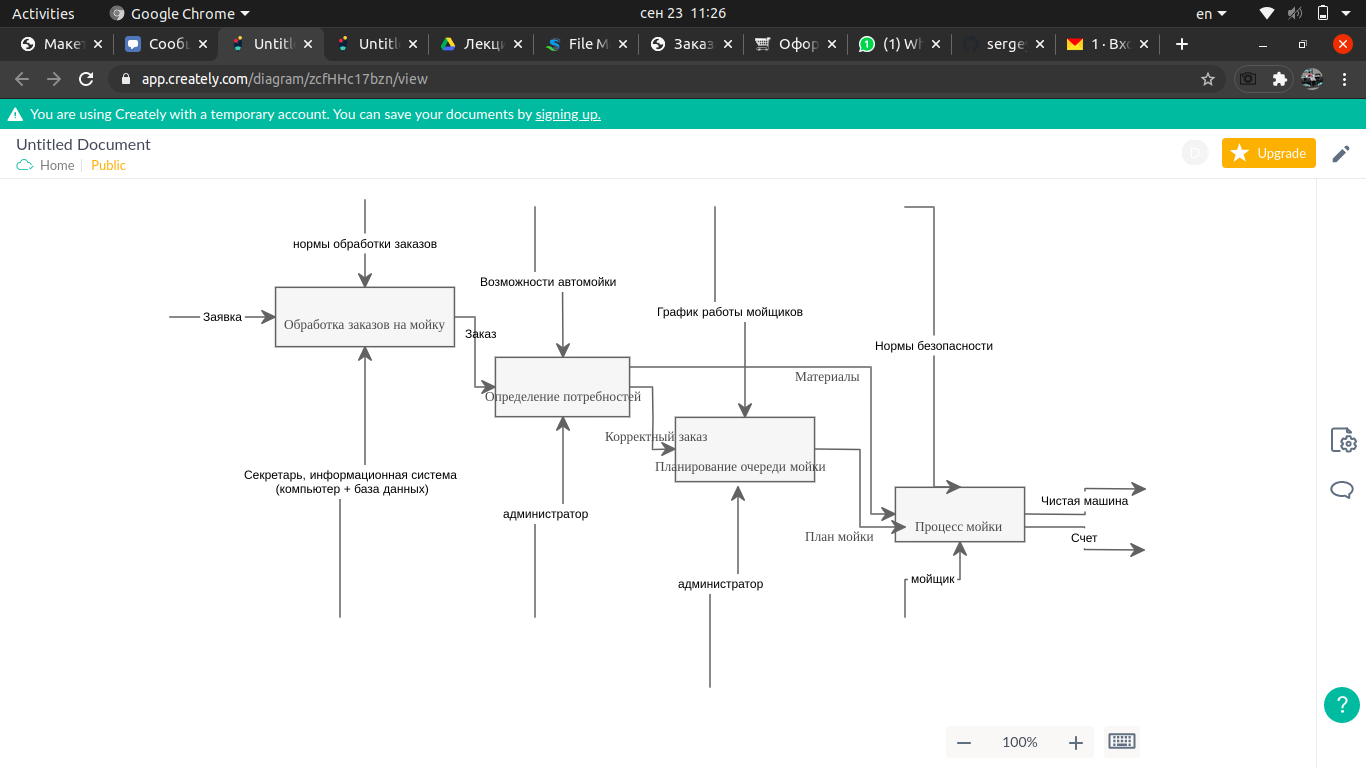 Activities Google Chrome сен 23 11:26 en
Маке Сооб Untitl Untitl Лекц File M Заказ Офор (1) W serge 1 · Вхо
app.creately.com/diagram/zcfHHc17bzn/view
You are using Creately with a temporary account. You can save your documents by signing up.
Untitled Document
Home Public
D Upgrade
нормы обработки заказов
Возможности автомойки
График работы мойщиков
Заявка
Обработка заказов на мойку
Заказ
Нормы безопасности
Материалы
Определение потребностей
Корректный заказ
Планирование очереди мойки
Секретарь, информационная система
(компьютер + база данных)
администратор
Чистая машина
Процесс мойки
План мойки
Счет
администратор
мойщик
100%